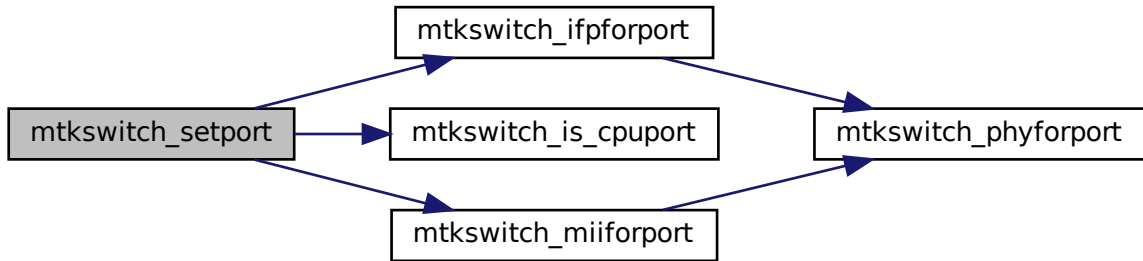 mtkswitch_ifpforport
mtkswitch_setport
mtkswitch_is_cpuport
mtkswitch_phyforport
mtkswitch_miiforport